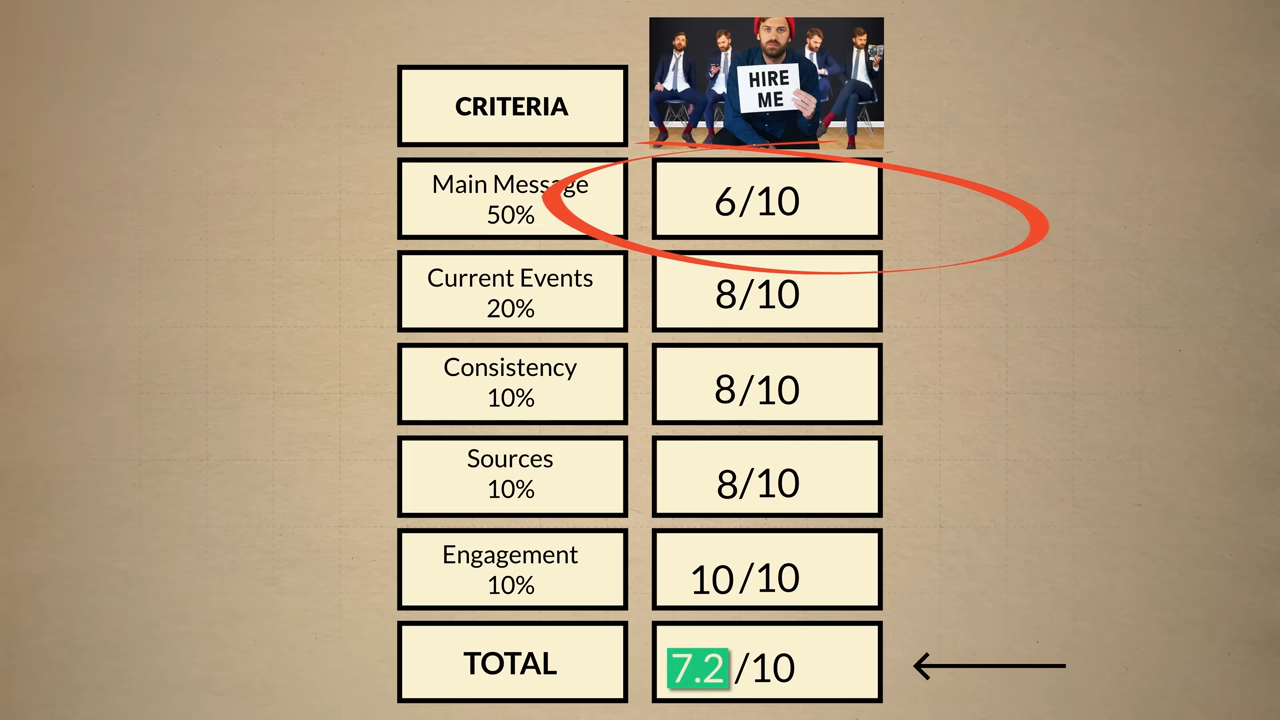 HIRE
ME
CRITERIA
Main Message
50%
6/10
Current Events
20%
8/10
Consistency
10%
8/10
Sources
10%
8/10
Engagement
10%
10/10
TOTAL
7.2/10